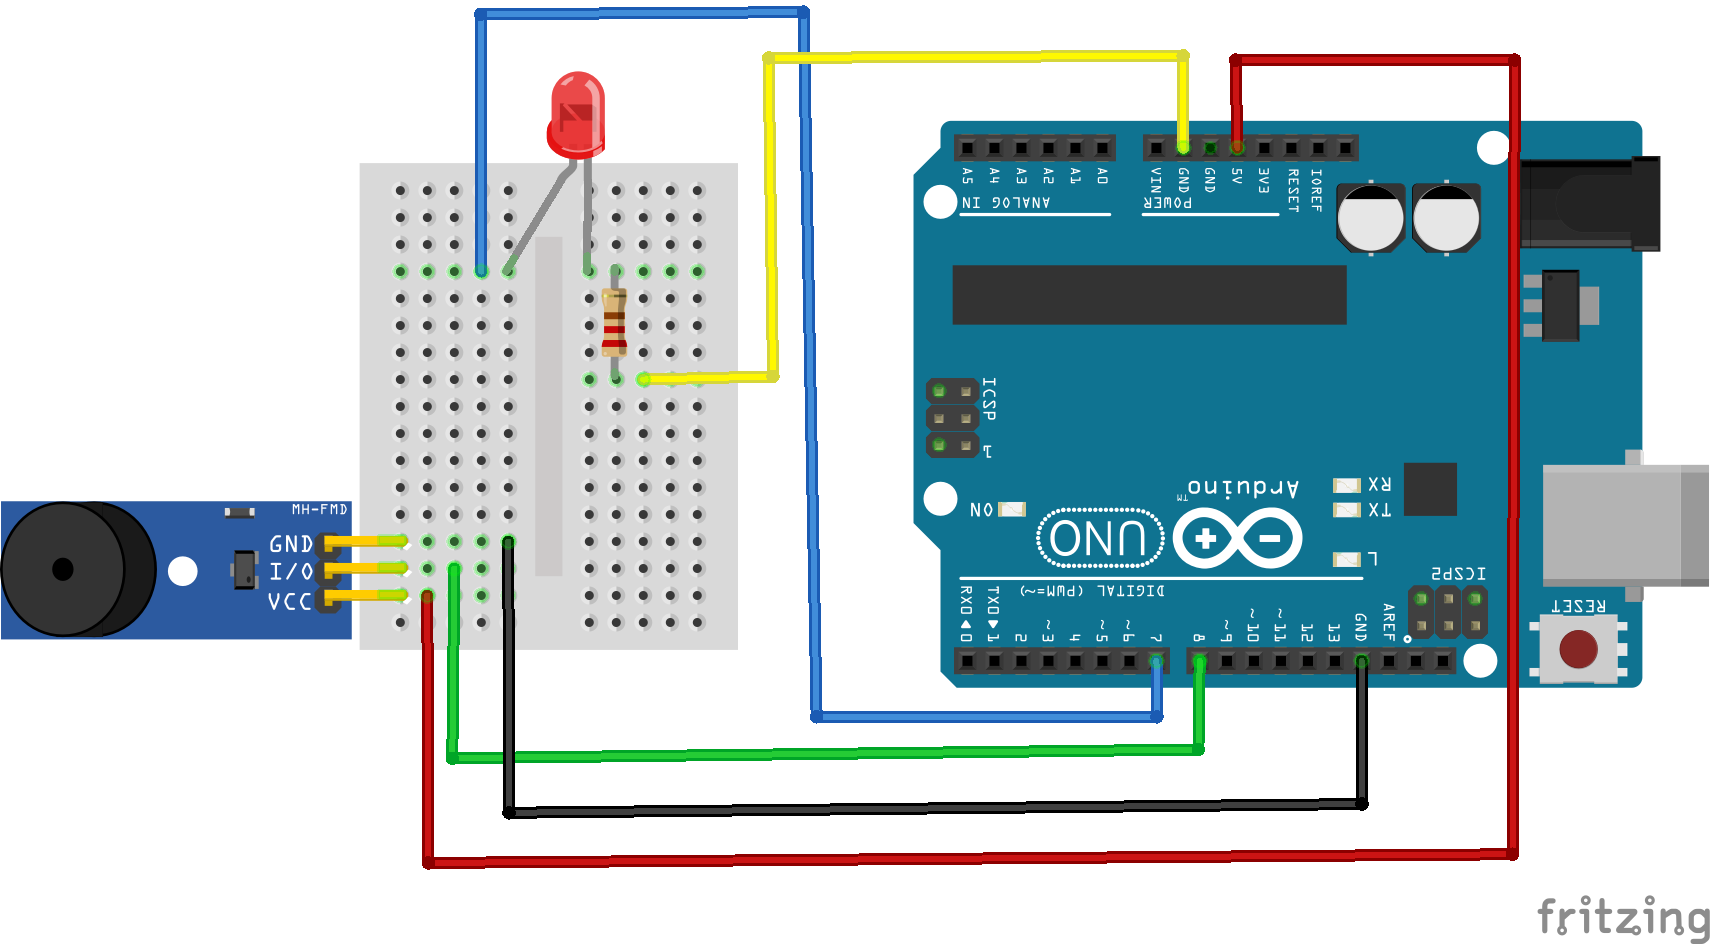 A5
A4
A3
A2
A1
A0
ANALOG IN
VIN
GND
GND
5V
3V3
RESET
IOREF
POWER
ICSP
1
Arduino
™
UNO
ON
RX
TX
L
ICSP2
RESET
DIGITAL (PWM=~)
RX0◀0
TX0▶1
2
~3
4
~5
~6
7
8
~9
~10
~11
12
13
GND
AREF
MH-FMD
GND
I/O
VCC
fritzing